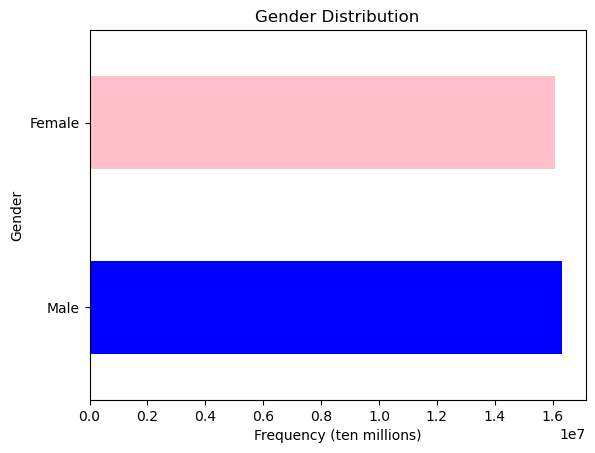 Gender Distribution
Female
Gender
Male
0.0 0.2 0.4 0.6 0.8 1.0 1.2 1.4 1.6
1e7
Frequency (ten millions)